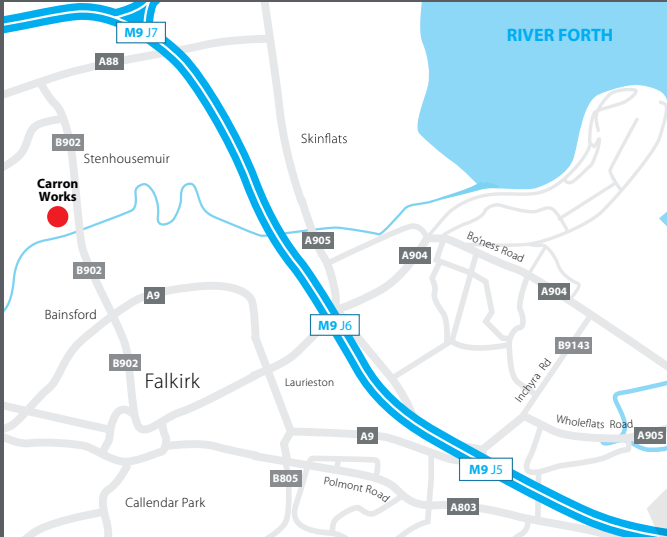 M9 J7
RIVER FORTH
A88
B902
Skinflats
Stenhousemuir
Carron
Works
A905
Bo'ness Road
A904
B902
A904
A9
Bainsford
M9 J6
B9143
B902
Falkirk
Laurieston
Inchyra Rd
Wholeflats Road
A9
A905
M9 J5
B805
Polmont Road
Callendar Park
A803